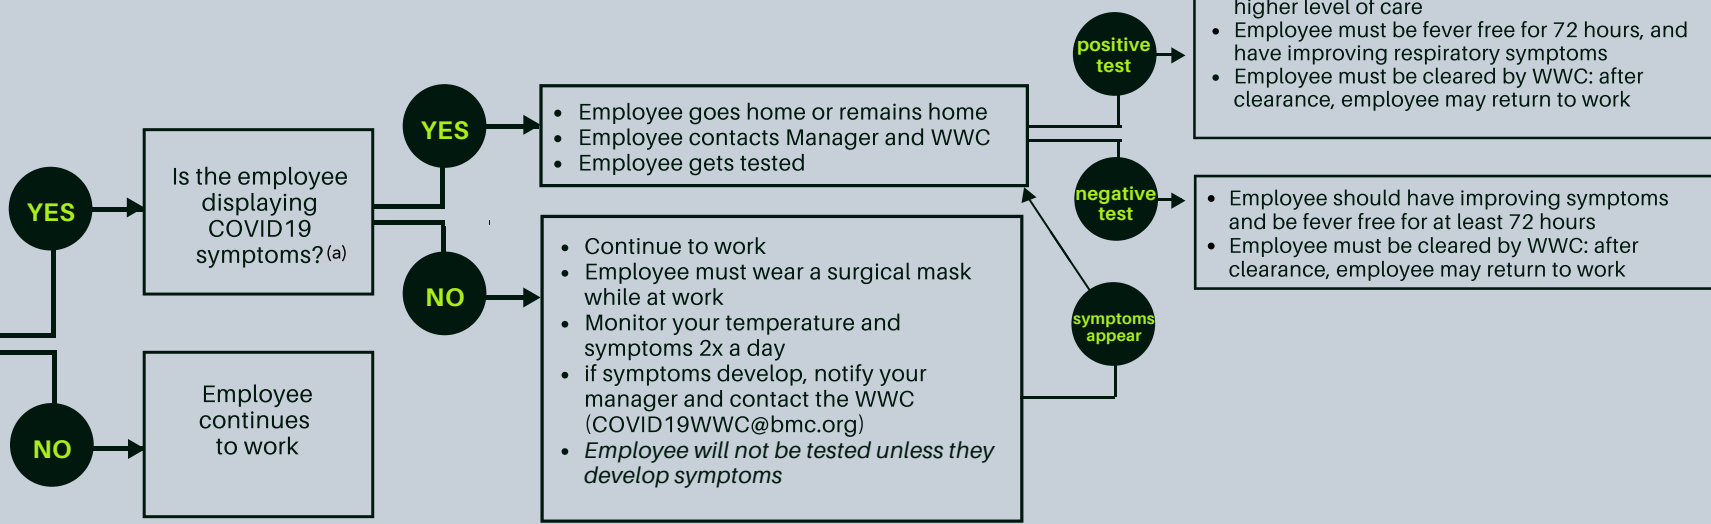 YES
Is the employee
displaying
COVID19
symptoms?(a)
NO
Employee
continues
to work
YES
• Employee goes home or remains home
• Employee contacts Manager and WWC
• Employee gets tested
NO
• Continue to work
• Employee must wear a surgical mask
while at work
• Monitor your temperature and
symptoms 2x a day
• if symptoms develop, notify your
manager and contact the WWC
(COVID19WWC@bmc.org)
• Employee will not be tested unless they
develop symptoms
symptoms
appear
positive
test
higher level of care
• Employee must be fever free for 72 hours, and
have improving respiratory symptoms
• Employee must be cleared by WWC: after
clearance, employee may return to work
negative
test
• Employee should have improving symptoms
and be fever free for at least 72 hours
• Employee must be cleared by WWC: after
clearance, employee may return to work